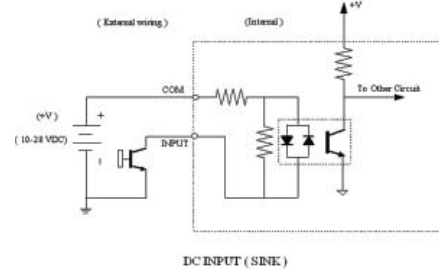 +V
( External wiring)
(Internal)
COM
To Other Circuit
(+V)
+
( 10-28 VDC)
INPUT
DC INPUT ( SINK )